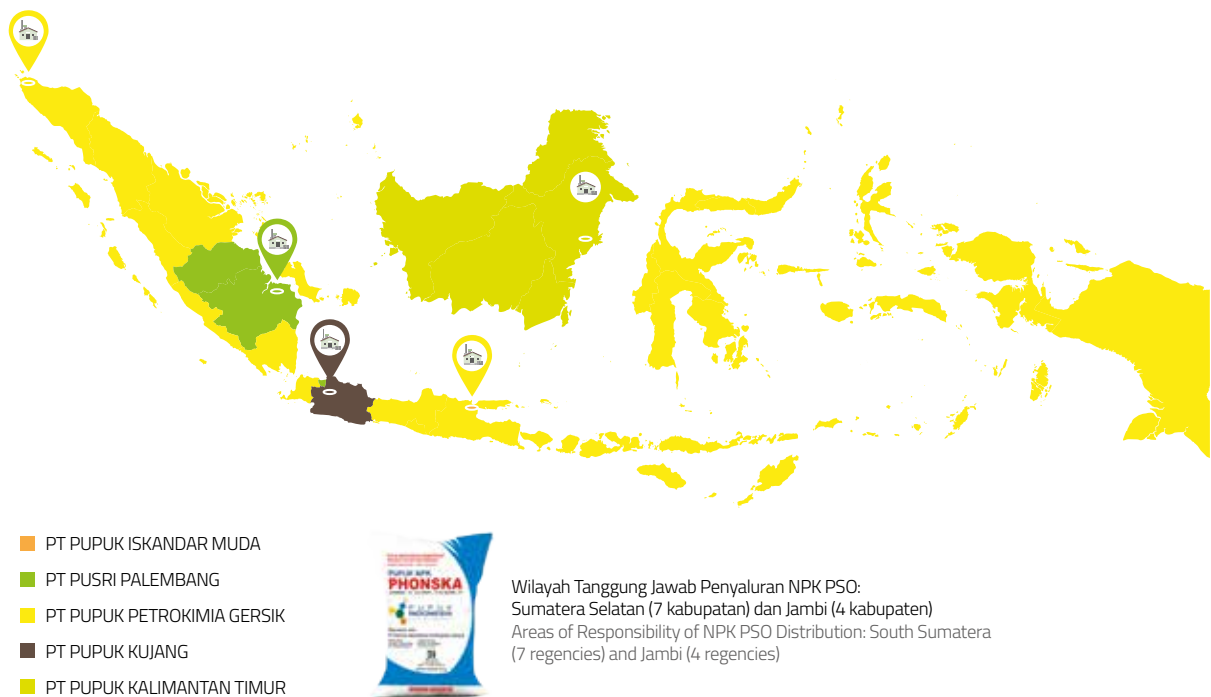 PT PUPUK ISKANDAR MUDA
PT PUSRI PALEMBANG
PT PUPUK PETROKIMIA GERSIK
PT PUPUK KUJANG
PT PUPUK KALIMANTAN TIMUR
PUPUK NPK
PHONSKA
PUPUK
INDONESIA
Wilayah Tanggung Jawab Penyaluran NPK PSO:
Sumatera Selatan (7 kabupatan) dan Jambi (4 kabupaten)
Areas of Responsibility of NPK PSO Distribution: South Sumatera
(7 regencies) and Jambi (4 regencies)